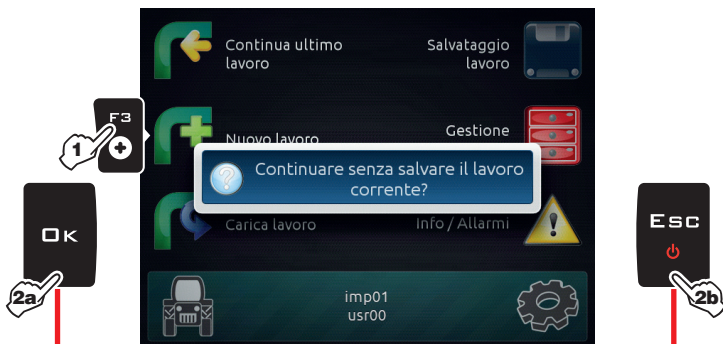 Continua ultimo
lavoro
Salvataggio
lavoro
F3
1
Nuovo lavoro
Gestione
Continuare senza salvare il lavoro
corrente?
OK
2a
Carica lavoro
Info / Allarmi
Esc
2b
imp01
usr00